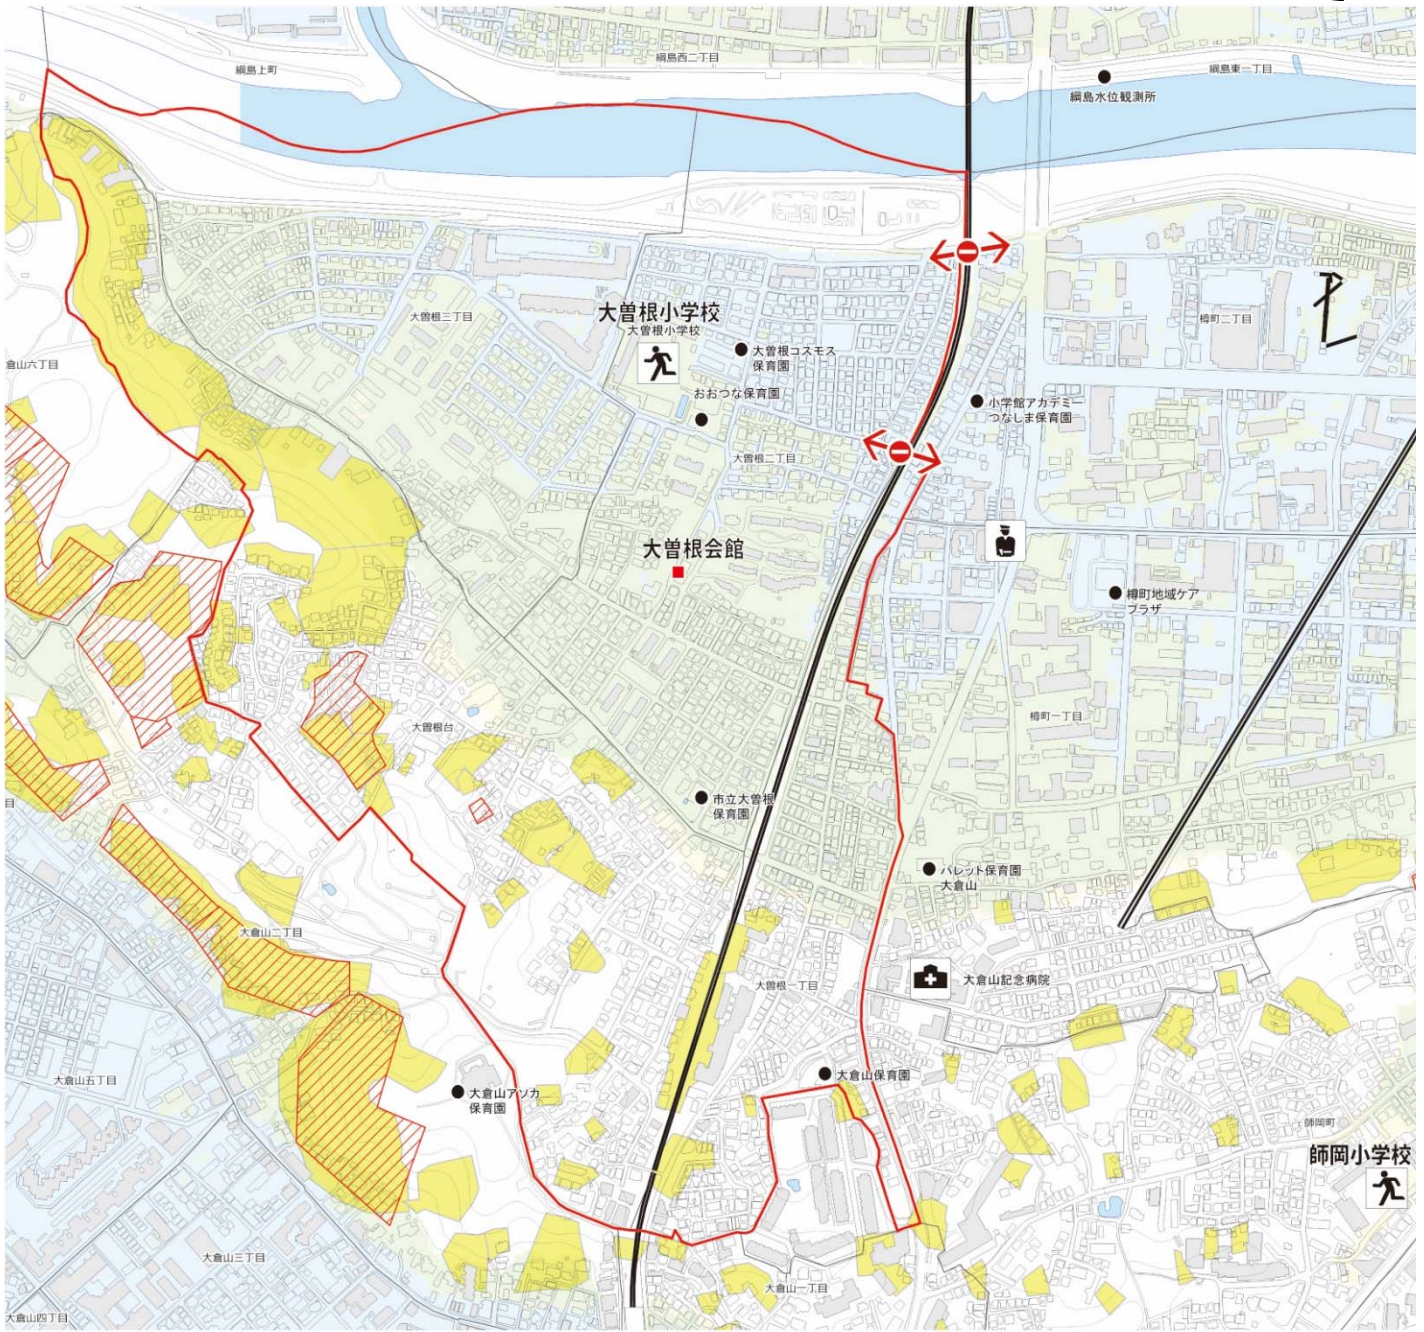 綱島西二丁目
綱島上町
綱島東一丁目
綱島水位観測所
大曽根小学校
大曽根三丁目
大曽根小学校
樽町二丁目
大曽根コスモス
保育園
倉山六丁目
おおつな保育園
小学館アカデミー
つなしま保育園
大曽根二丁目
大曽根会館
樽町地域ケア
プラザ
樽町一丁目
大曽根台
市立大曽根
保育園
目
パレット保育園
大倉山
大倉山二丁目
大倉山記念病院
大曽根一丁目
大倉山五丁目
大倉山保育園
大倉山アソカ
保育園
師岡町
師岡小学校
大倉山三丁目
大倉山一丁目
大倉山四丁目